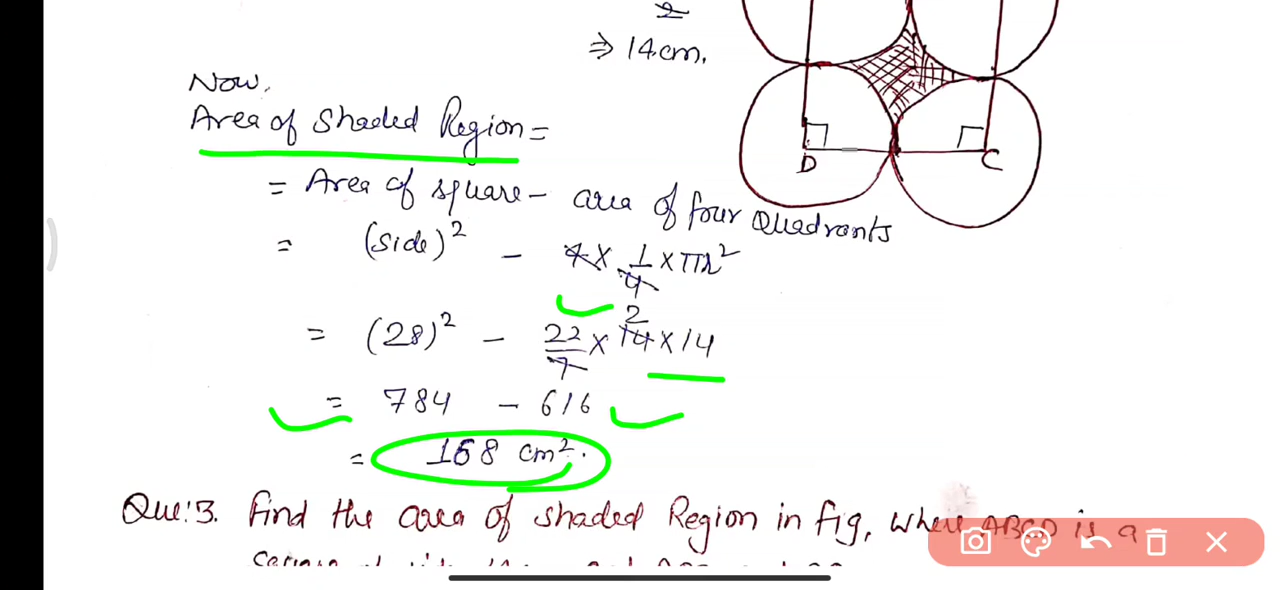 2
⇒ 14cm.
Now,
Area of Shaded Region =
= Area of square - area of four Quadrants
= (side)² - 4 × 1/4 × πr²
= (28)² - 22/7 × 14 × 14
2
= 784 - 616
= 168 cm².
D
C
Que:3. Find the area of shaded Region in fig, where ABCD is a